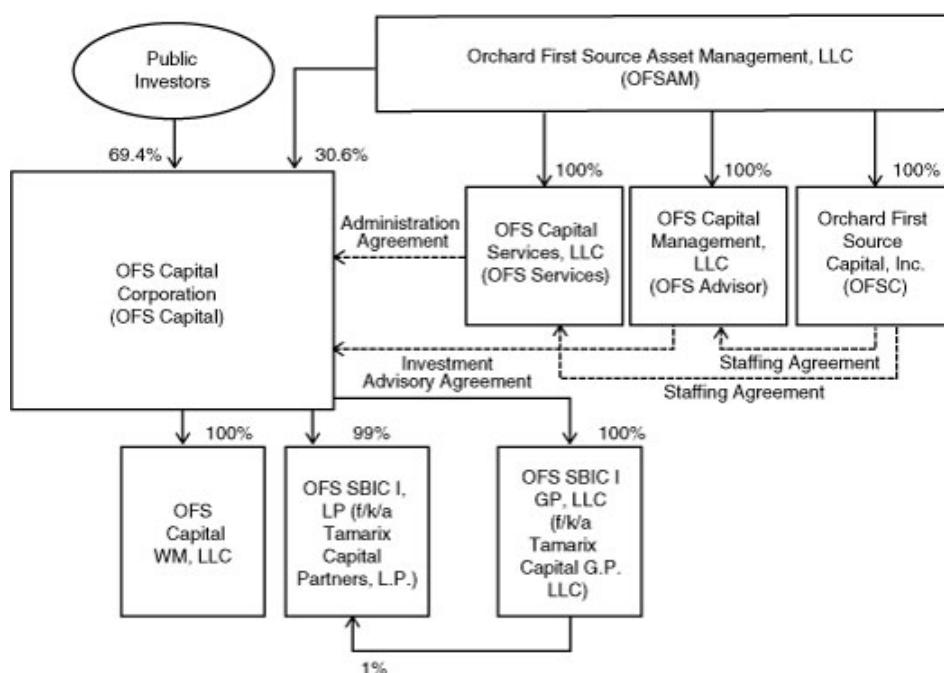 Public
Investors
Orchard First Source Asset Management, LLC
(OFSAM)
69.4%
30.6%
100%
100%
100%
OFS Capital
Corporation
(OFS Capital)
Administration
Agreement
OFS Capital
Services, LLC
(OFS Services)
OFS Capital
Management,
LLC
(OFS Advisor)
Orchard First
Source
Capital, Inc.
(OFSC)
Investment
Advisory Agreement
Staffing Agreement
Staffing Agreement
100%
99%
100%
OFS
Capital
WM, LLC
OFS SBIC I,
LP (f/k/a
Tamarix
Capital
Partners, L.P.)
OFS SBIC I
GP, LLC
(f/k/a
Tamarix
Capital G.P.
LLC)
1%